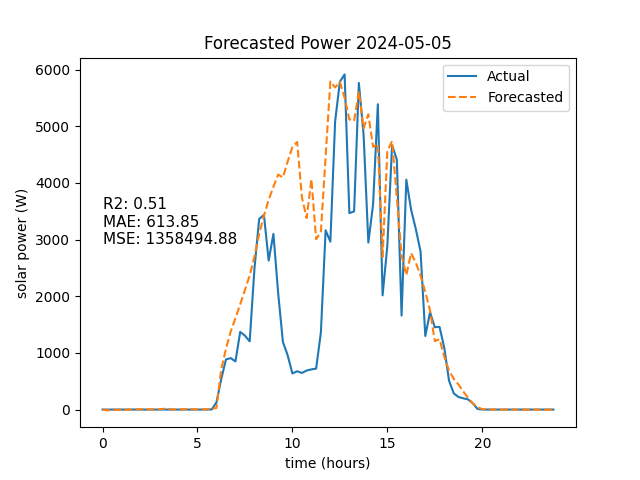 Forecasted Power 2024-05-05
Actual
Forecasted
R2: 0.51
MAE: 613.85
MSE: 1358494.88
solar power (W)
6000
5000
4000
3000
2000
1000
0
0 5 10 15 20
time (hours)